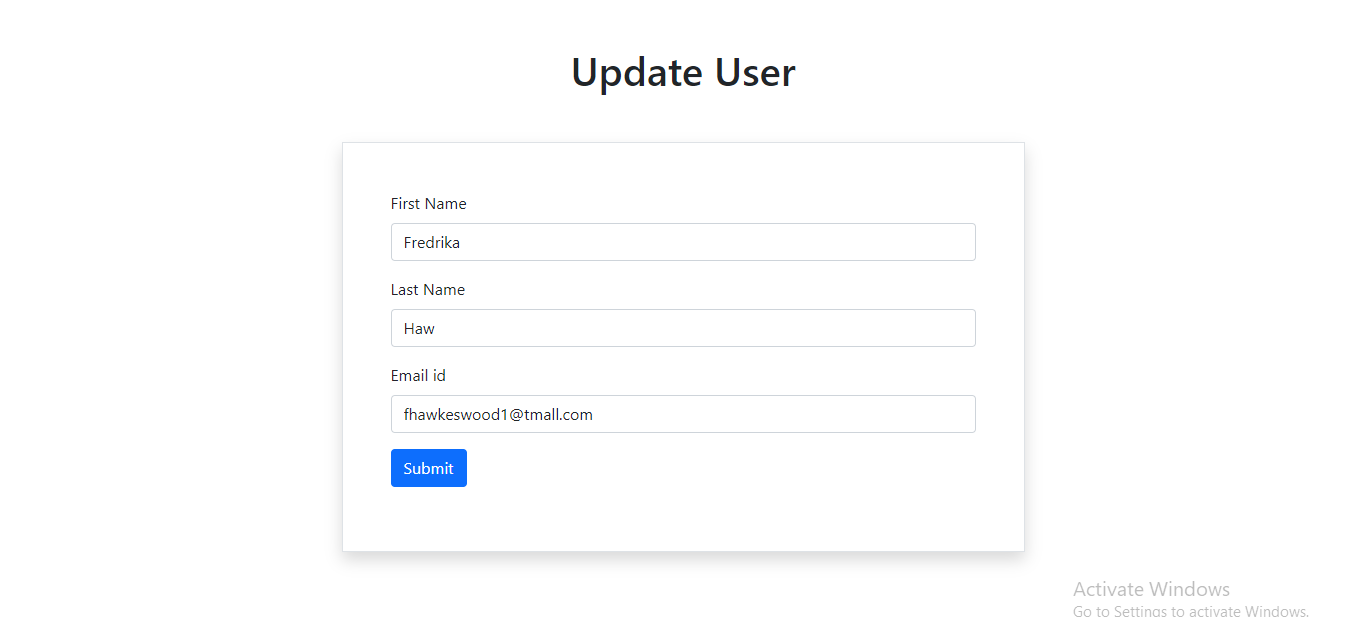 Update User
First Name
Fredrika
Last Name
Haw
Email id
fhawkeswood1@tmall.com
Submit
Activate Windows
Go to Settings to activate Windows.